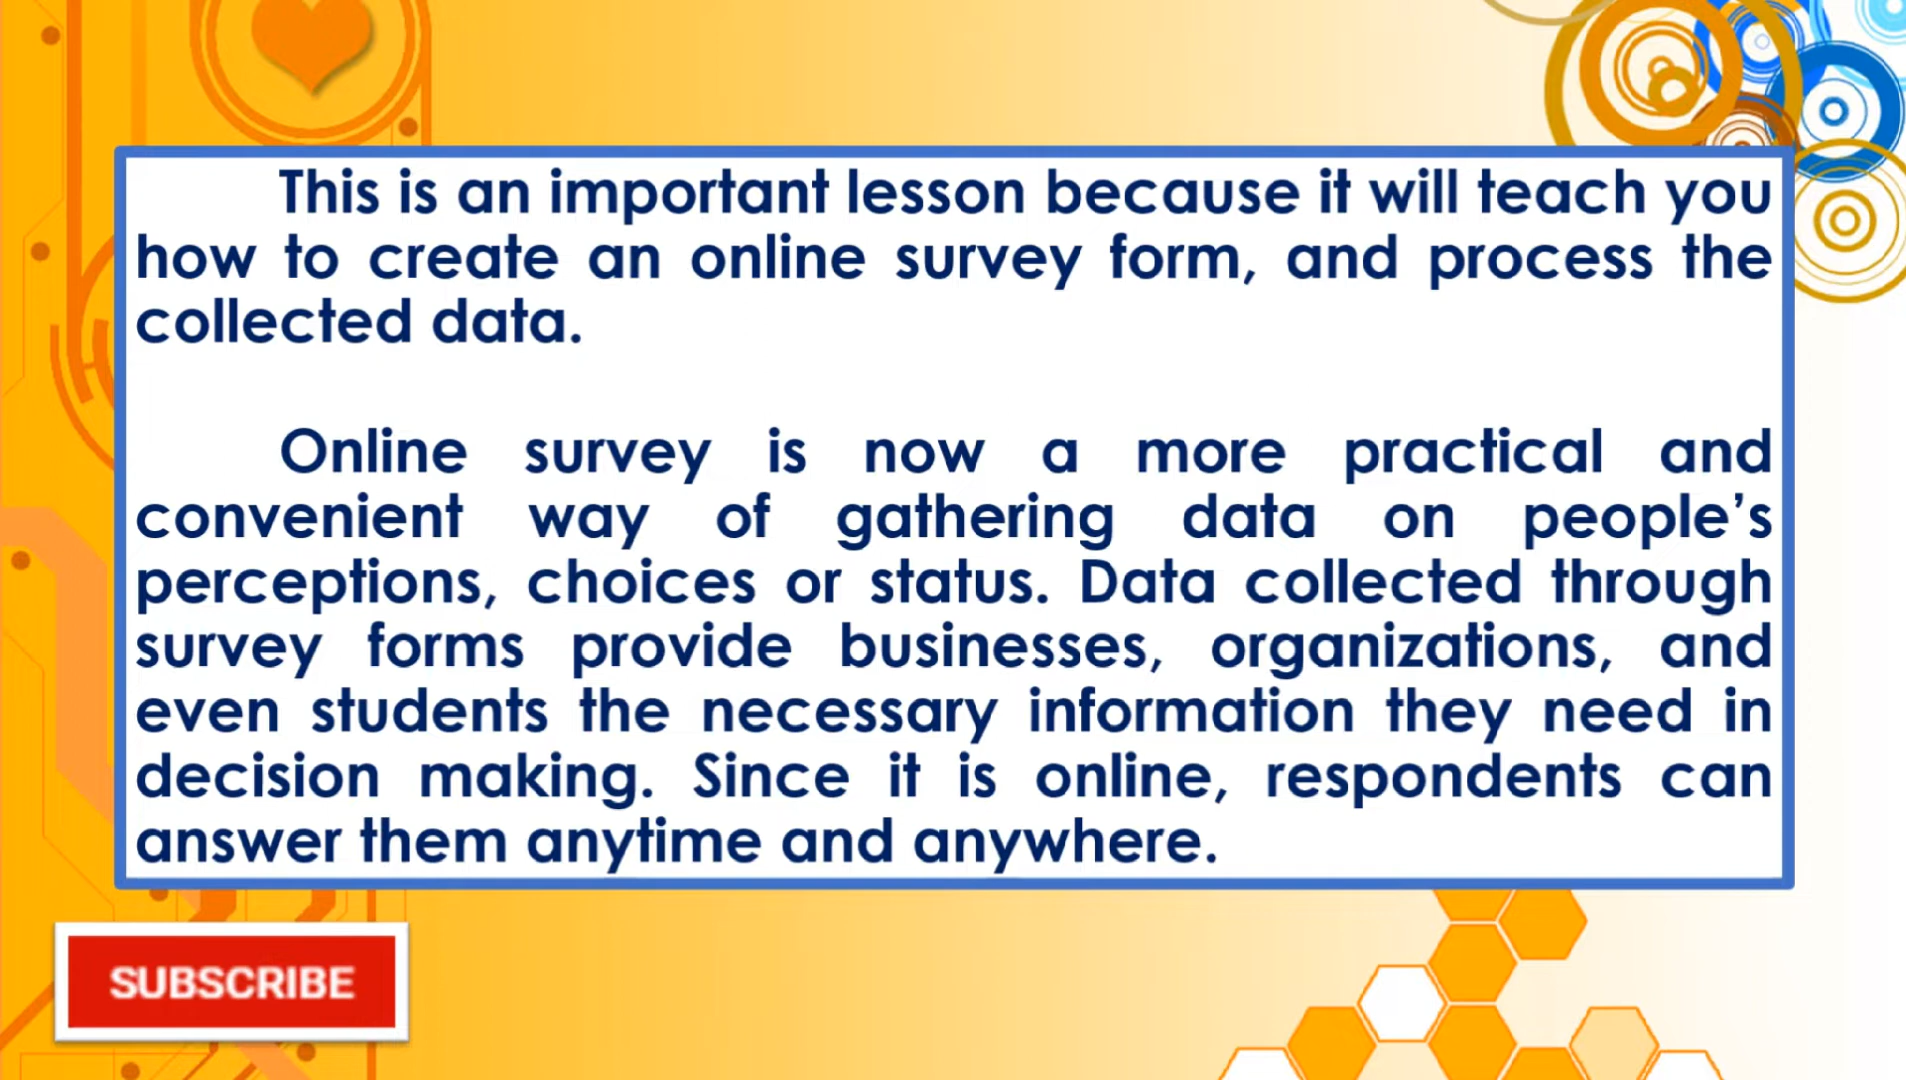 This is an important lesson because it will teach you
how to create an online survey form, and process the
collected data.
Online survey is now a more practical and
convenient way of gathering data on people’s
perceptions, choices or status. Data collected through
survey forms provide businesses, organizations, and
even students the necessary information they need in
decision making. Since it is online, respondents can
answer them anytime and anywhere.
SUBSCRIBE